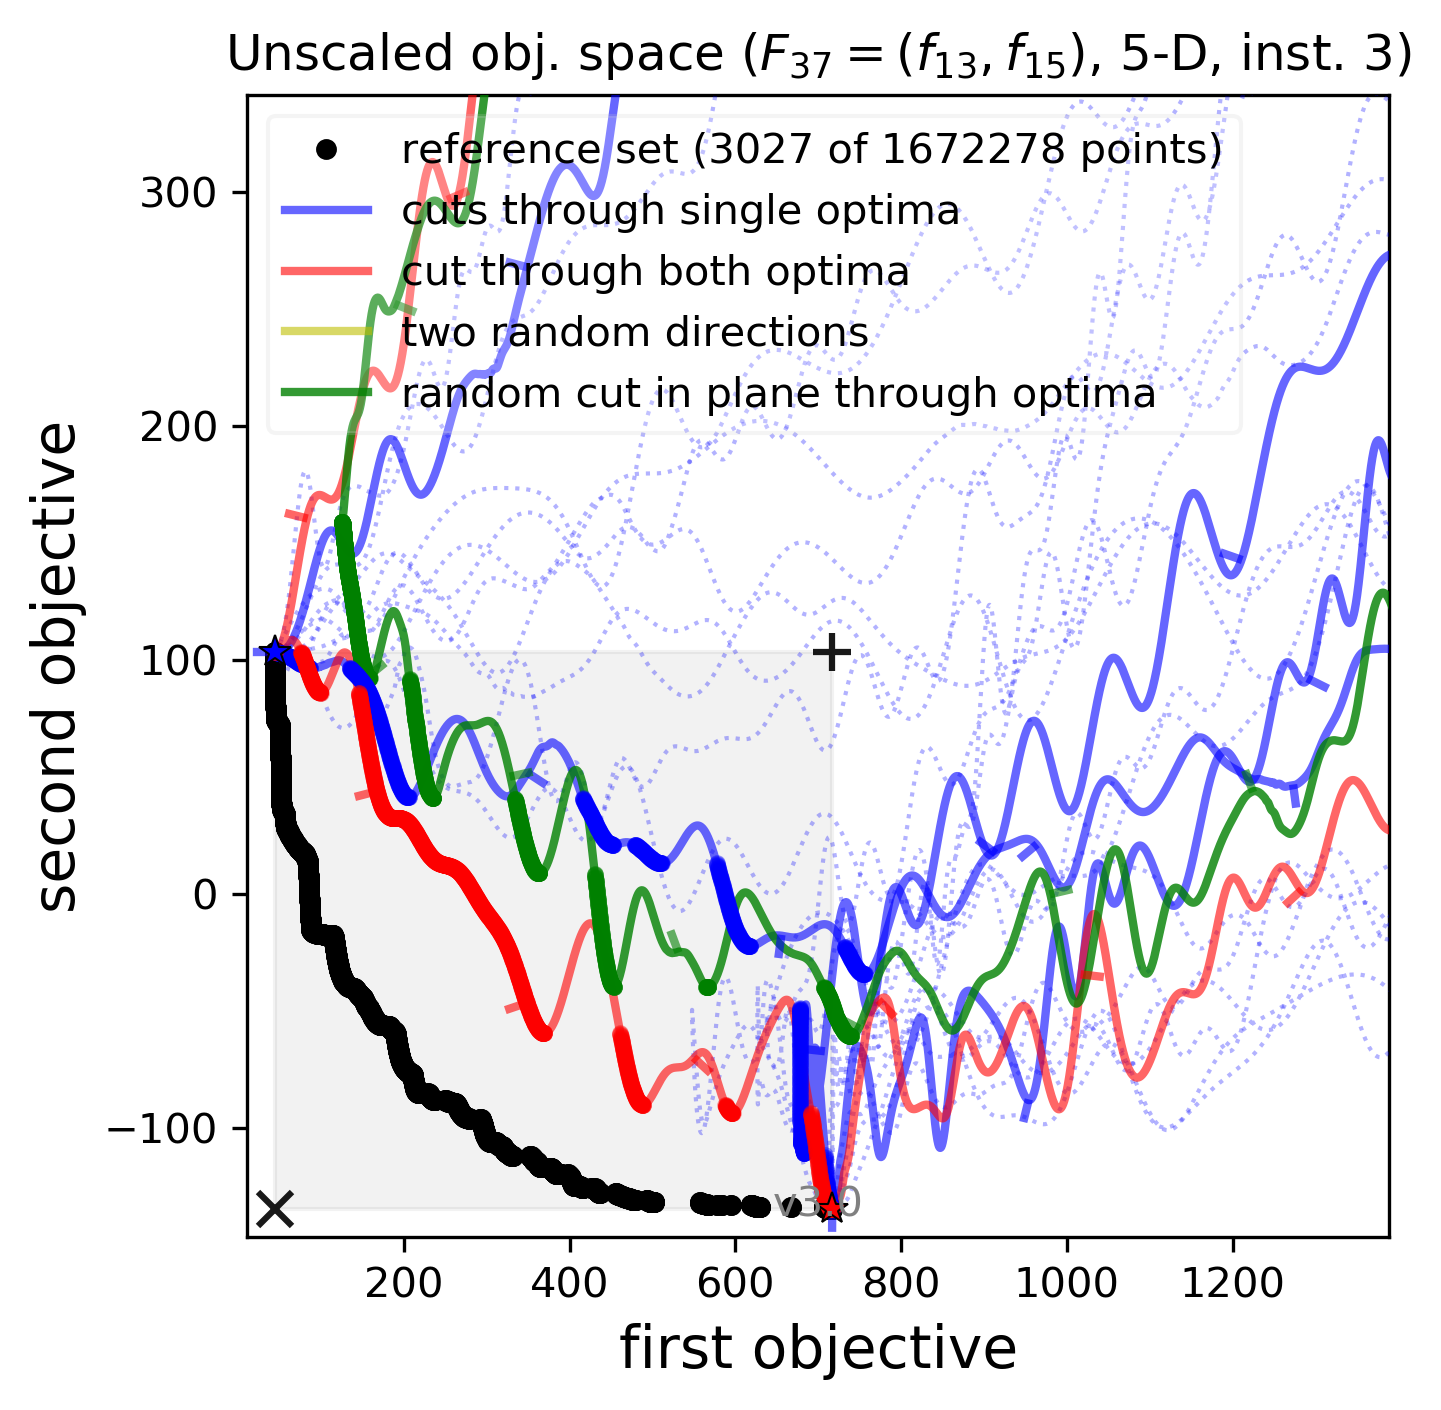 Unscaled obj. space (F₃₇ = (f₁₃, f₁₅), 5-D, inst. 3)
reference set (3027 of 1672278 points)
cuts through single optima
cut through both optima
two random directions
random cut in plane through optima
300
200
100
0
−100
second objective
v3.0
200 400 600 800 1000 1200
first objective